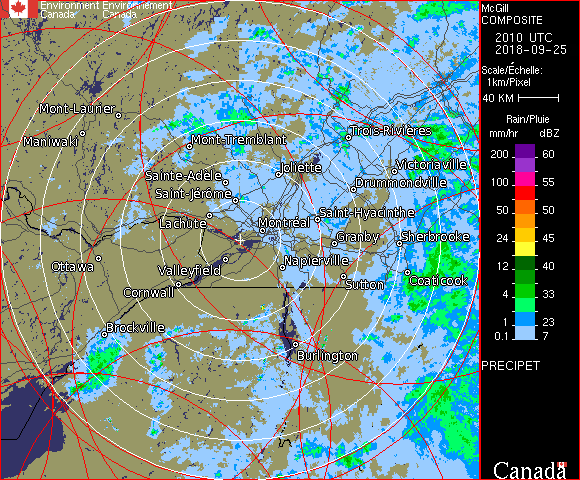 Environment Environnement
Canada Canada
McGill
COMPOSITE
2010 UTC
2018-09-25
Scale/Échelle:
1km/Pixel
40 KM
Rain/Pluie
mm/hr dBZ
200 60
100 55
50 50
24 45
12 40
4 33
1 23
0.1 7
PRECIPET
Canada
Mont-Laurier
Maniwaki
Mont-Tremblant
Trois-Rivières
Sainte-Adèle
Joliette
Victoriaville
Saint-Jérôme
Drummondville
Lachute
Montréal
Saint-Hyacinthe
Granby
Sherbrooke
Ottawa
Valleyfield
Napierville
Cornwall
Sutton
Coaticook
Brockville
Burlington